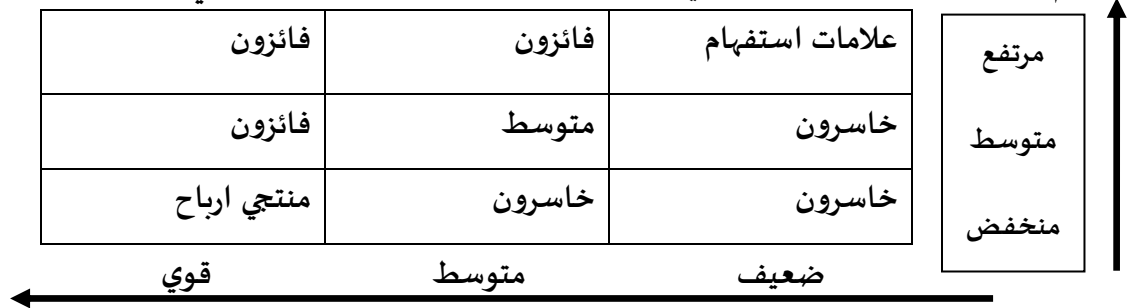 علامات استفهام فائزون فائزون
مرتفع
خاسرون متوسط فائزون
متوسط
خاسرون خاسرون منتجي ارباح
منخفض
ضعيف متوسط قوي